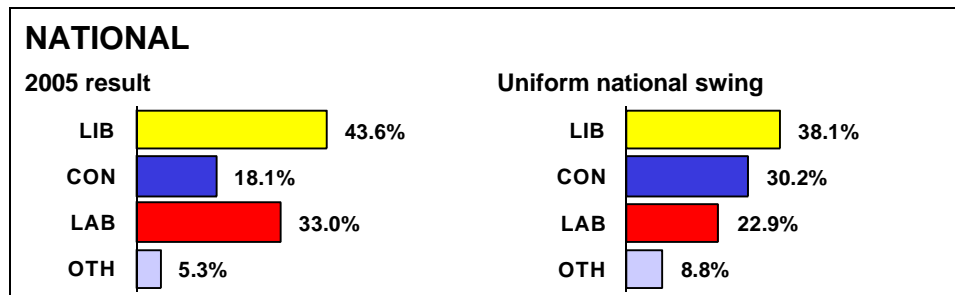 NATIONAL
2005 result
LIB 43.6%
CON 18.1%
LAB 33.0%
OTH 5.3%
Uniform national swing
LIB 38.1%
CON 30.2%
LAB 22.9%
OTH 8.8%